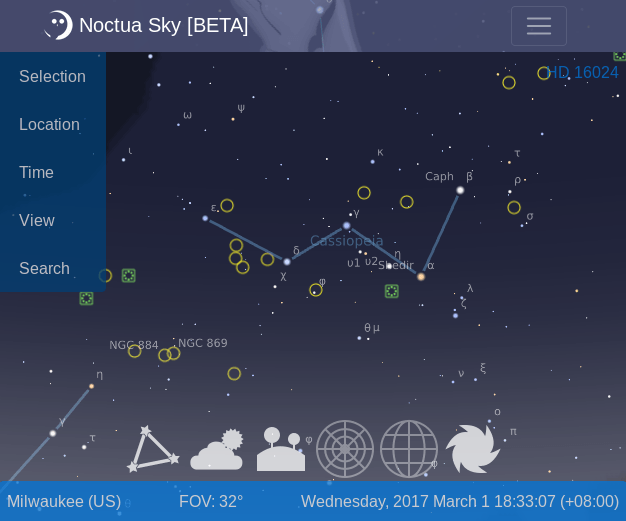 Noctua Sky [BETA]
HD 16024
Selection
Location
Time
View
Search
ω
ψ
ι
κ
τ
Caph β
ρ
ε
γ
σ
Cassiopeia
δ
η
υ1 υ2 Shedir α
χ
φ
λ
ζ
θ μ
NGC 884 NGC 869
η
ν
ξ
γ
ο
τ
φ
π
φ
θ
Milwaukee (US) FOV: 32° Wednesday, 2017 March 1 18:33:07 (+08:00)